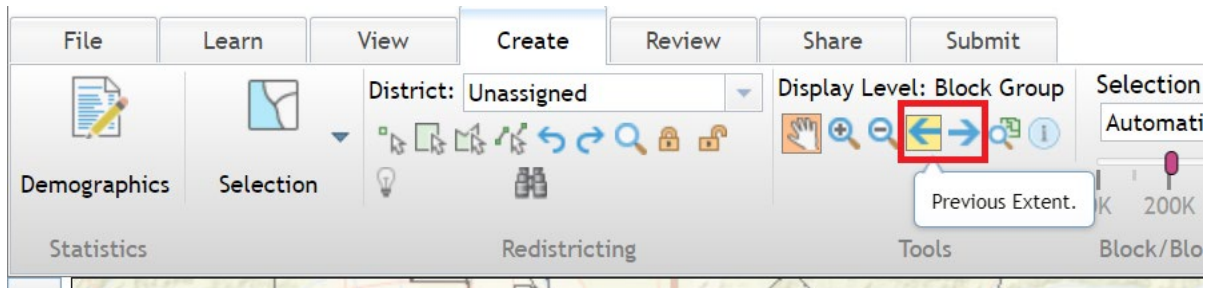 File Learn View Create Review Share Submit
District: Unassigned
Display Level: Block Group
Selection
Automati
Demographics
Selection
Previous Extent.
K 200K
Statistics
Redistricting
Tools
Block/Blo